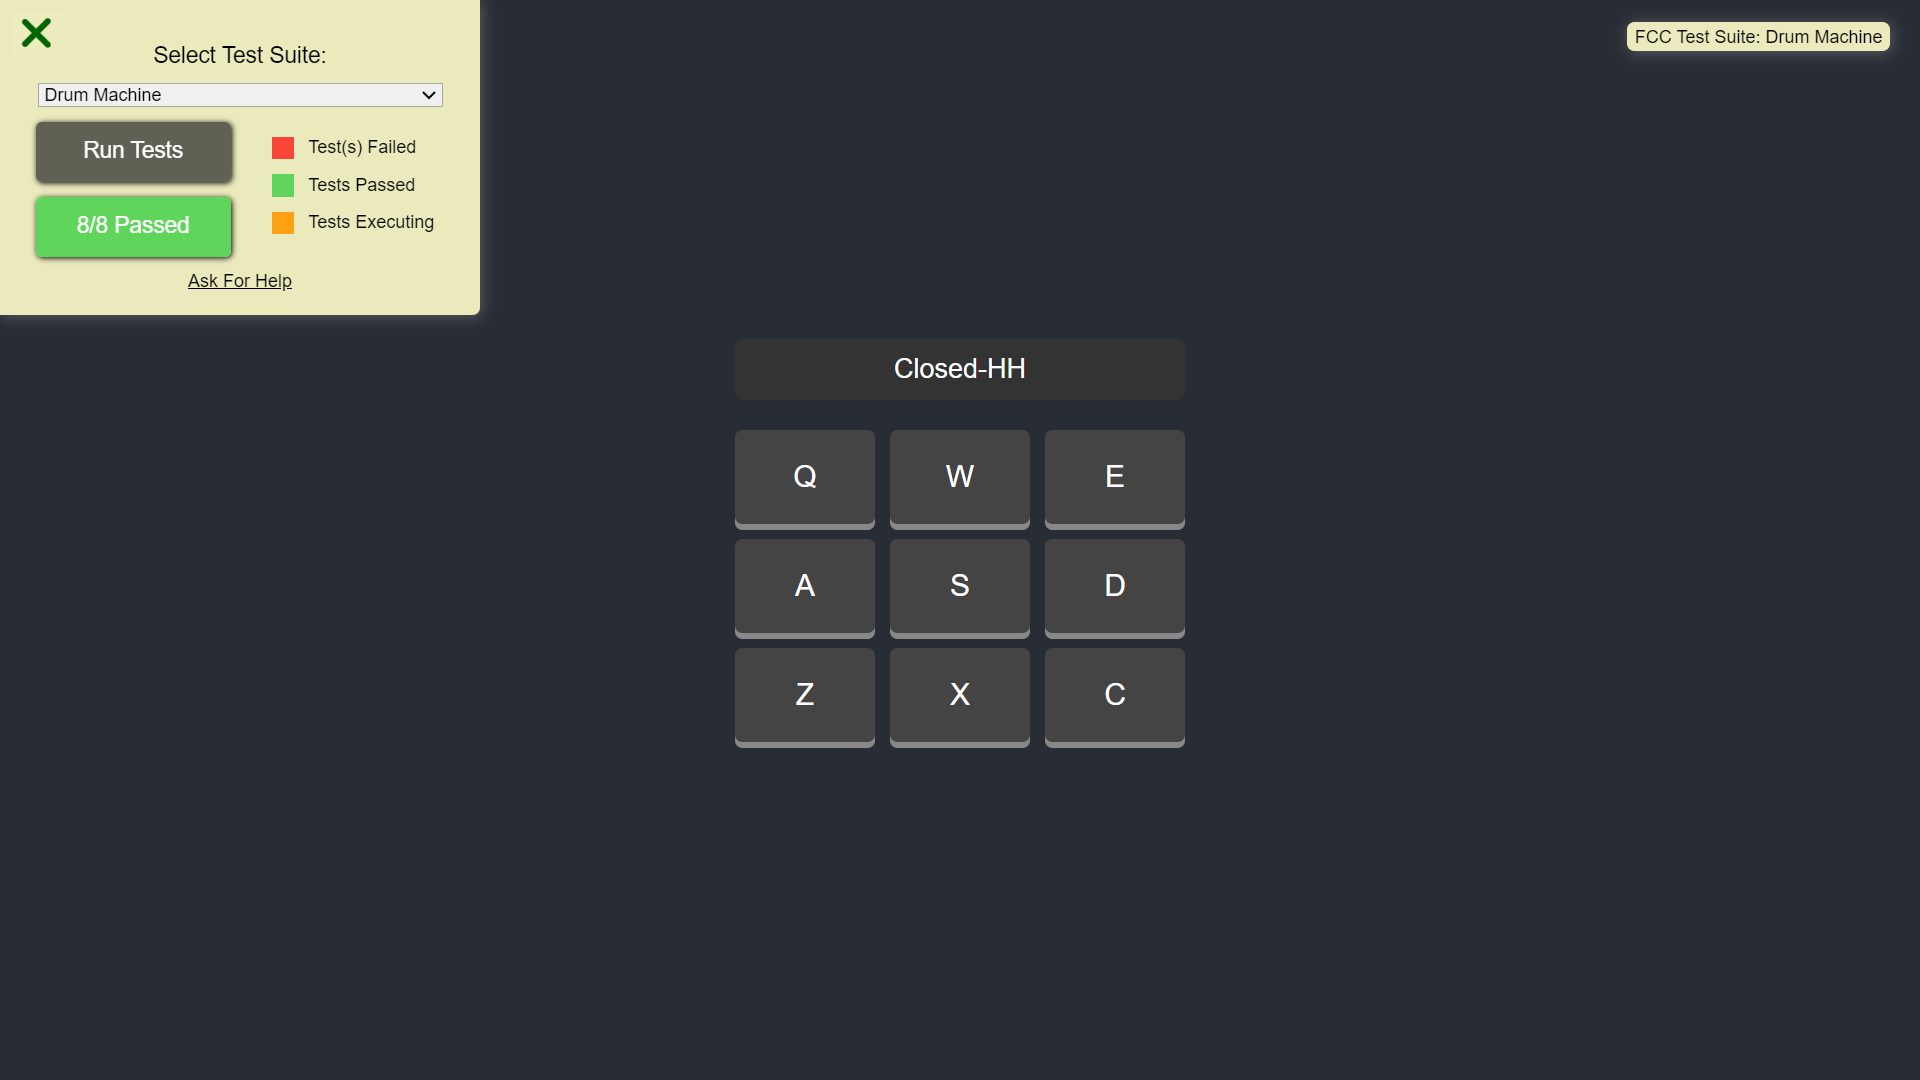 Select Test Suite:
Drum Machine
Run Tests
8/8 Passed
Test(s) Failed
Tests Passed
Tests Executing
Ask For Help
FCC Test Suite: Drum Machine
Closed-HH
Q W E
A S D
Z X C